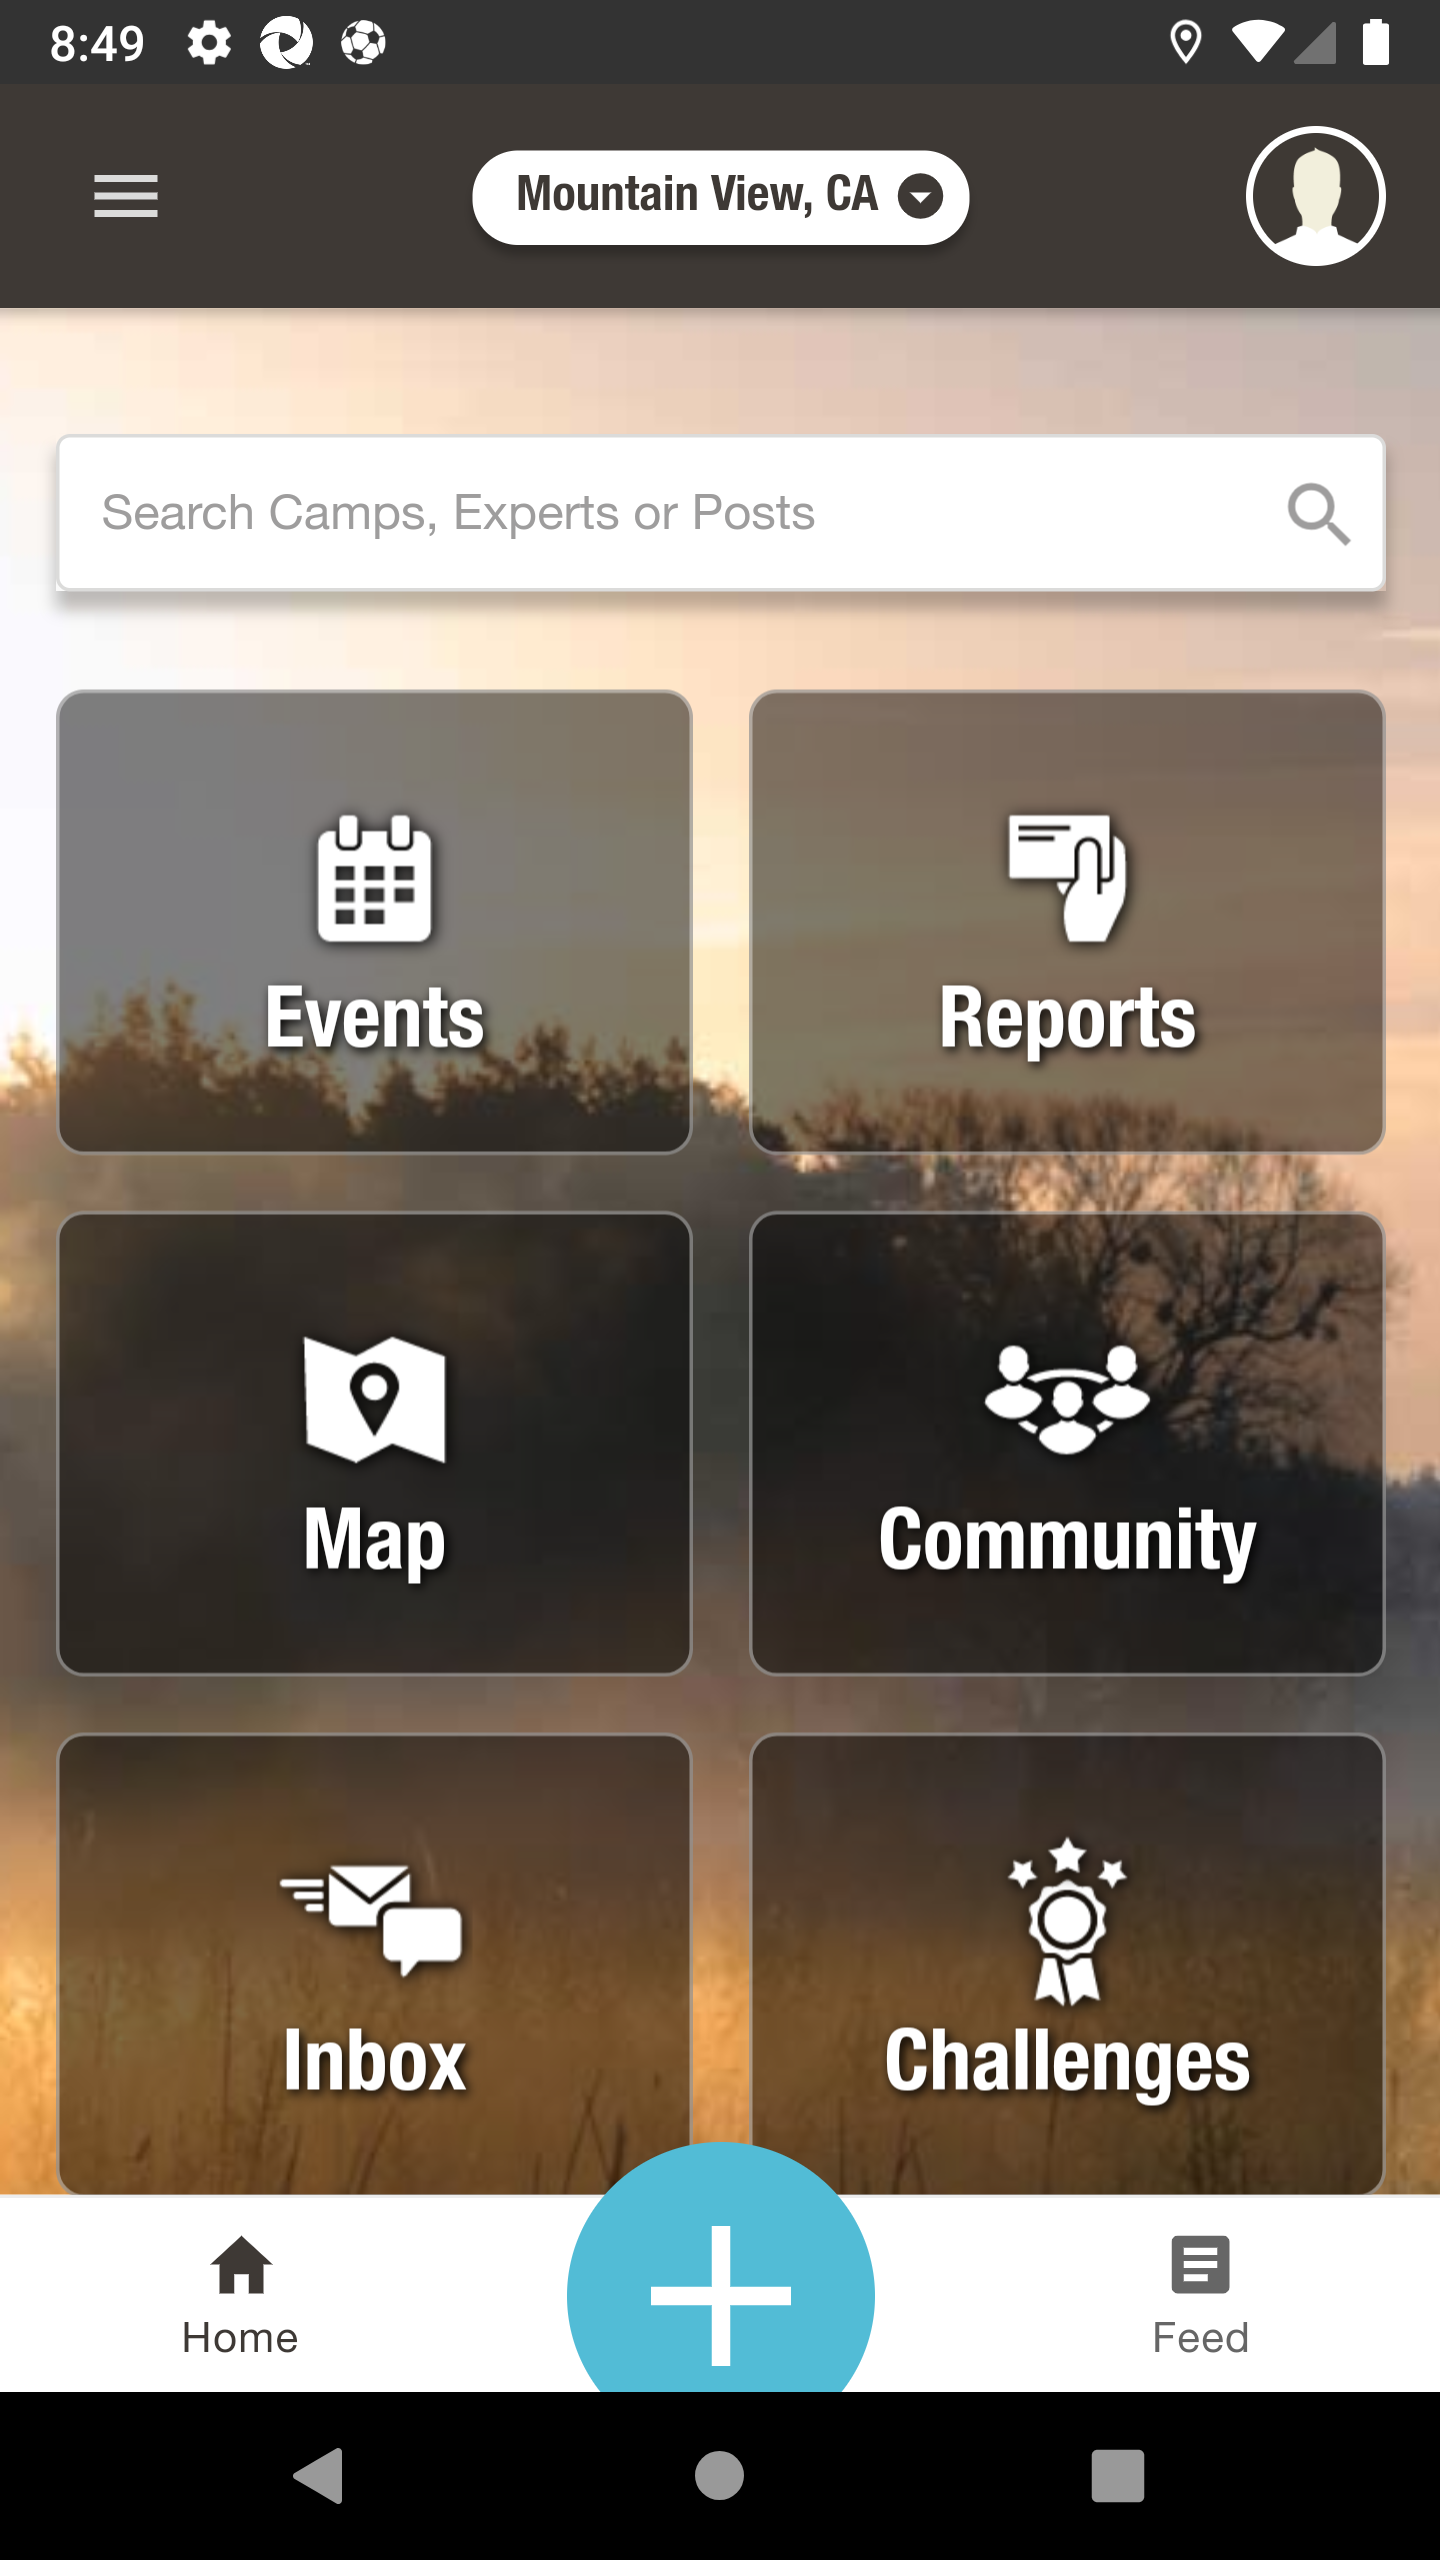 8:49
Mountain View, CA
Search Camps, Experts or Posts
Events
Reports
Map
Community
Inbox
Challenges
Home
Feed